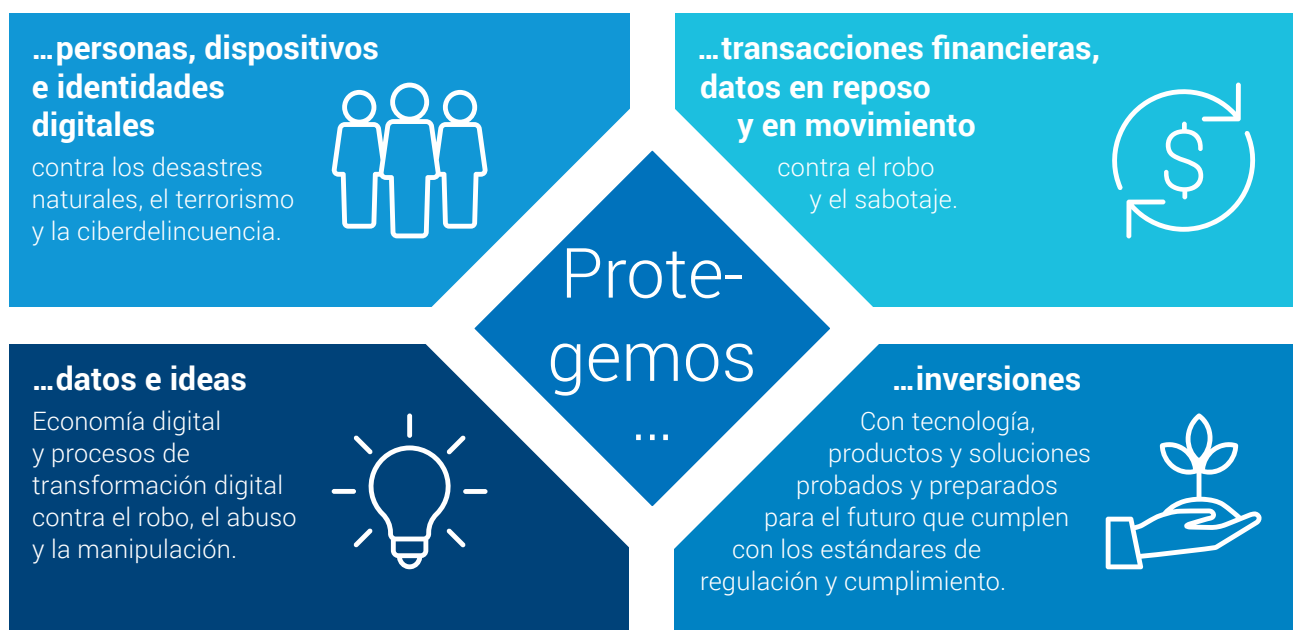 Prote-
gemos
...
...personas, dispositivos
e identidades
digitales
contra los desastres
naturales, el terrorismo
y la ciberdelincuencia.
...transacciones financieras,
datos en reposo
y en movimiento
contra el robo
y el sabotaje.
$
...datos e ideas
Economía digital
y procesos de
transformación digital
contra el robo, el abuso
y la manipulación.
...inversiones
Con tecnología,
productos y soluciones
probados y preparados
para el futuro que cumplen
con los estándares de
regulación y cumplimiento.